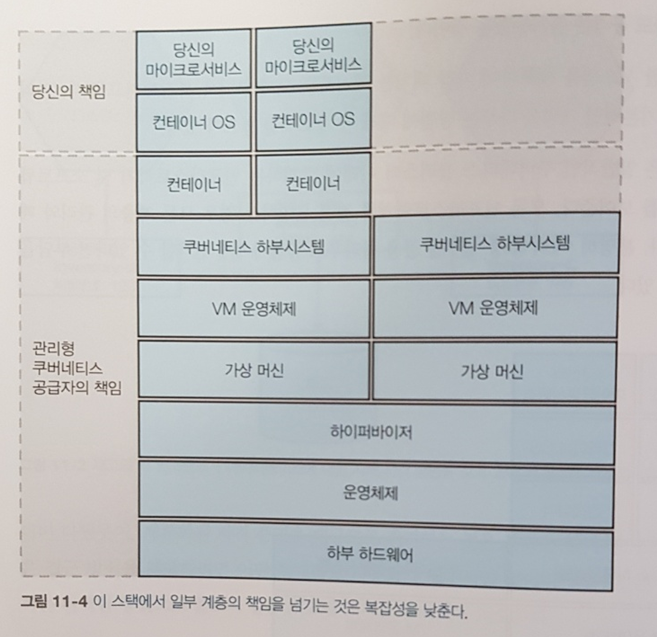 당신의 책임
당신의
마이크로서비스
당신의
마이크로서비스
컨테이너 OS
컨테이너 OS
관리형
쿠버네티스
공급자의 책임
컨테이너
컨테이너
쿠버네티스 하부시스템
쿠버네티스 하부시스템
VM 운영체제
VM 운영체제
가상 머신
가상 머신
하이퍼바이저
운영체제
하부 하드웨어
그림 11-4 이 스택에서 일부 계층의 책임을 넘기는 것은 복잡성을 낮춘다.